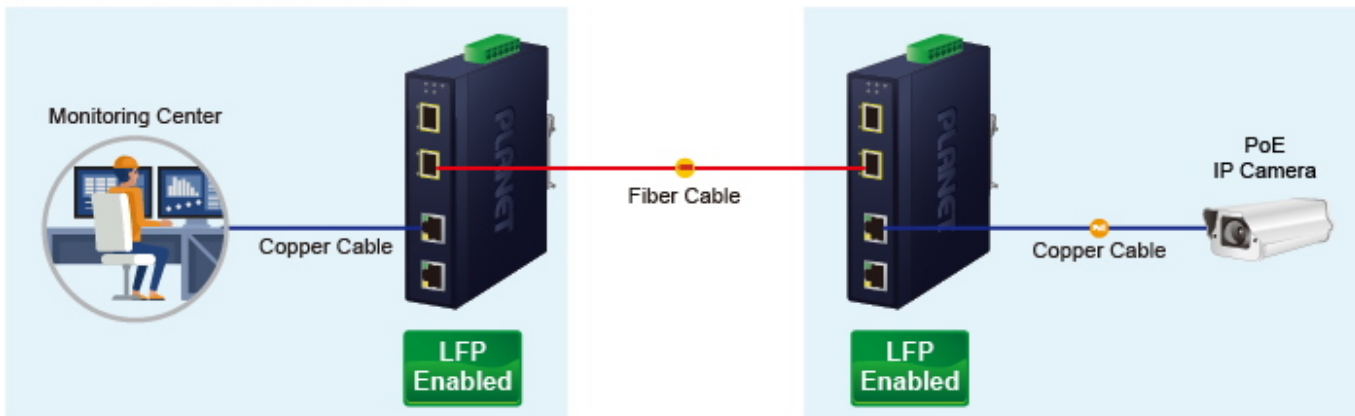 Monitoring Center
Copper Cable
PLANET
LFP
Enabled
Fiber Cable
PLANET
LFP
Enabled
PoE
IP Camera
Copper Cable